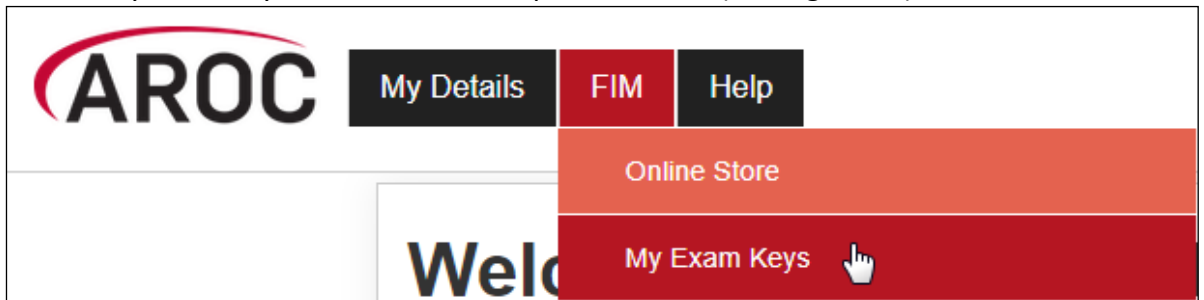 AROC
My Details FIM Help
Online Store
My Exam Keys
Welc